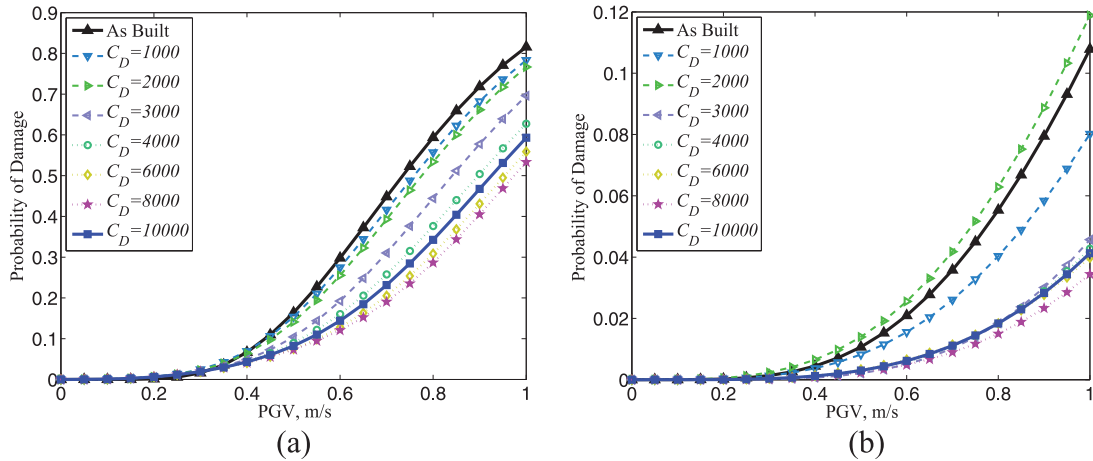 As Built
C_D=1000
C_D=2000
C_D=3000
C_D=4000
C_D=6000
C_D=8000
C_D=10000
Probability of Damage
0.9
0.8
0.7
0.6
0.5
0.4
0.3
0.2
0.1
0
0 0.2 0.4 0.6 0.8 1
PGV, m/s
(a)
As Built
C_D=1000
C_D=2000
C_D=3000
C_D=4000
C_D=6000
C_D=8000
C_D=10000
Probability of Damage
0.12
0.1
0.08
0.06
0.04
0.02
0
0 0.2 0.4 0.6 0.8 1
PGV, m/s
(b)